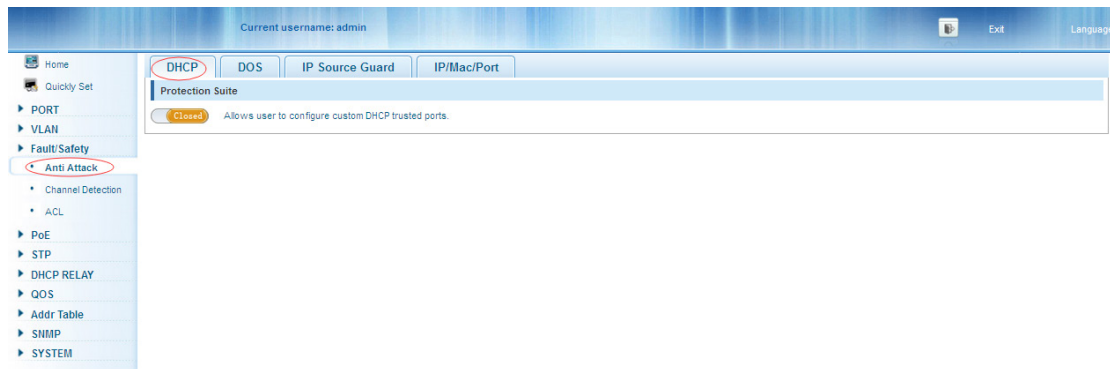 Current username: admin
Exit
Language
Home
Quickly Set
PORT
VLAN
Fault/Safety
Anti Attack
Channel Detection
ACL
PoE
STP
DHCP RELAY
QOS
Addr Table
SNMP
SYSTEM
DHCP
DOS
IP Source Guard
IP/Mac/Port
Protection Suite
Closed
Allows user to configure custom DHCP trusted ports.